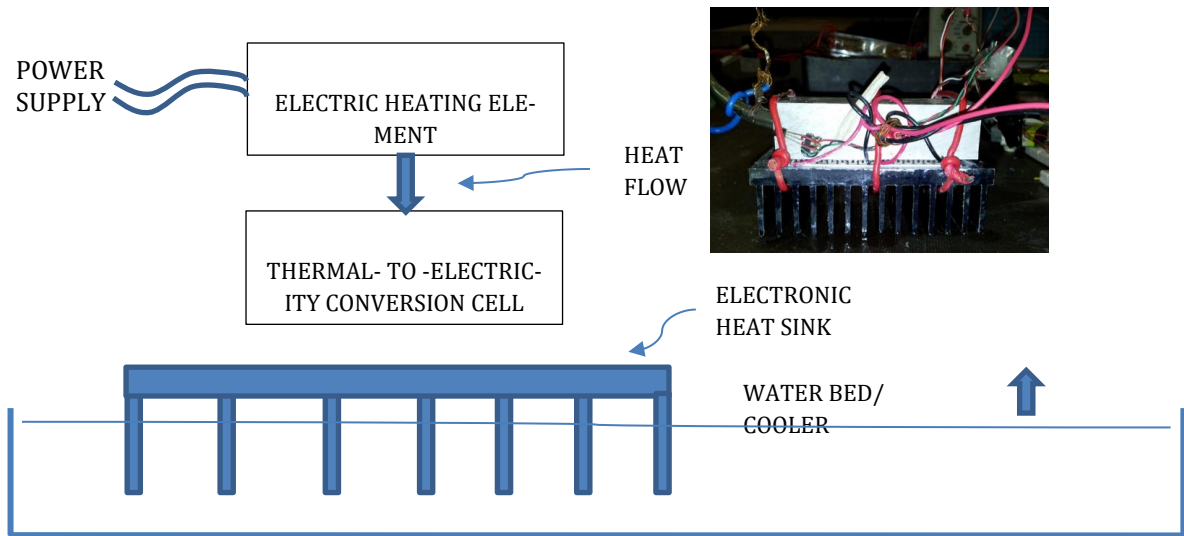 POWER
SUPPLY
ELECTRIC HEATING ELE-
MENT
HEAT
FLOW
THERMAL- TO -ELECTRIC-
ITY CONVERSION CELL
ELECTRONIC
HEAT SINK
WATER BED/
COOLER